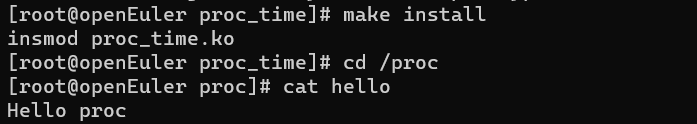 [root@openEuler proc_time]# make install
insmod proc_time.ko
[root@openEuler proc_time]# cd /proc
[root@openEuler proc]# cat hello
Hello proc